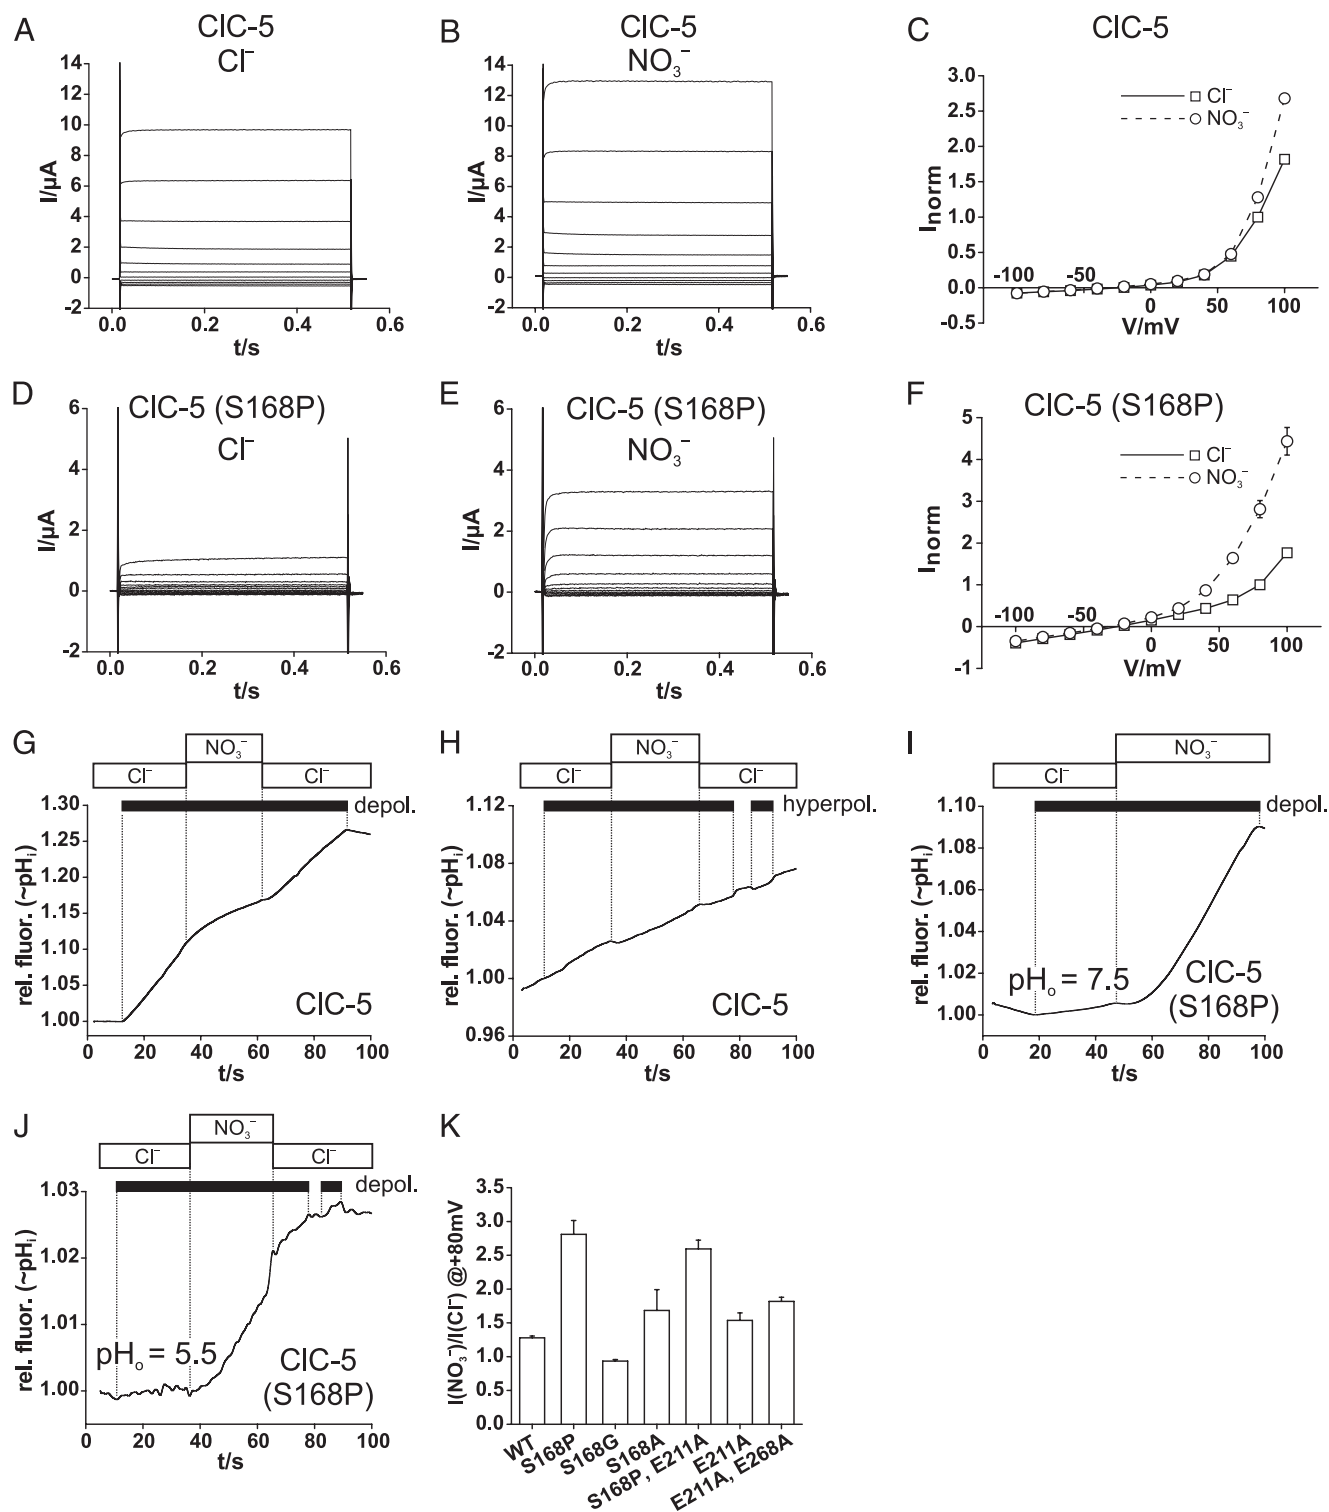 A
ClC-5
Cl⁻
14
12
10
8
6
4
2
0
-2
I/µA
0.0 0.2 0.4 0.6
t/s
B
ClC-5
NO₃⁻
14
12
10
8
6
4
2
0
-2
I/µA
0.0 0.2 0.4 0.6
t/s
C
ClC-5
3.0
2.5
2.0
1.5
1.0
0.5
0.0
-0.5
Iₙₒᵣₘ
Cl⁻
NO₃⁻
-100 -50 0 50 100
V/mV
D
ClC-5 (S168P)
Cl⁻
6
4
2
0
-2
I/µA
0.0 0.2 0.4 0.6
t/s
E
ClC-5 (S168P)
NO₃⁻
6
4
2
0
-2
I/µA
0.0 0.2 0.4 0.6
t/s
F
ClC-5 (S168P)
5
4
3
2
1
0
-1
Iₙₒᵣₘ
Cl⁻
NO₃⁻
-100 -50 0 50 100
V/mV
G
NO₃⁻
Cl⁻ Cl⁻
depol.
1.30
1.25
1.20
1.15
1.10
1.05
1.00
rel. fluor. (~pHᵢ)
ClC-5
0 20 40 60 80 100
t/s
H
NO₃⁻
Cl⁻ Cl⁻
hyperpol.
1.12
1.08
1.04
1.00
0.96
rel. fluor. (~pHᵢ)
ClC-5
0 20 40 60 80 100
t/s
I
NO₃⁻
Cl⁻
depol.
1.10
1.08
1.06
1.04
1.02
1.00
rel. fluor. (~pHᵢ)
pHₒ = 7.5
ClC-5
(S168P)
0 20 40 60 80 100
t/s
J
NO₃⁻
Cl⁻ Cl⁻
depol.
1.03
1.02
1.01
1.00
rel. fluor. (~pHᵢ)
pHₒ = 5.5
ClC-5
(S168P)
0 20 40 60 80 100
t/s
K
3.5
3.0
2.5
2.0
1.5
1.0
0.5
0.0
I(NO₃⁻)/I(Cl⁻) @+80mV
WT
S168P
S168G
S168A
S168P, E211A
E211A
E211A, E268A